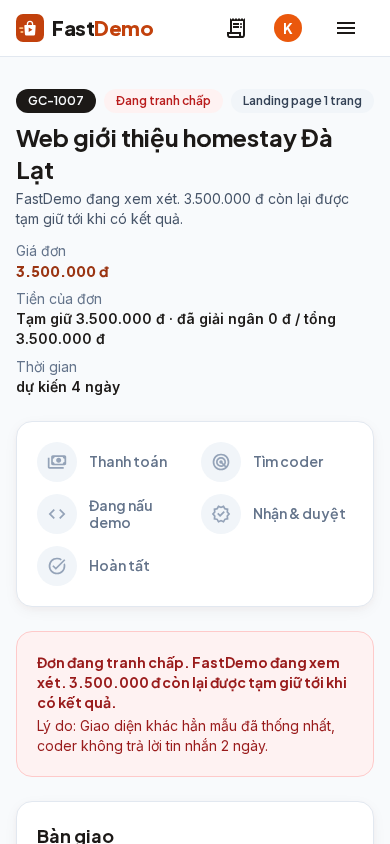 FastDemo
K
GC-1007
Đang tranh chấp
Landing page 1 trang
Web giới thiệu homestay Đà
Lạt
FastDemo đang xem xét. 3.500.000 đ còn lại được
tạm giữ tới khi có kết quả.
Giá đơn
3.500.000 đ
Tiền của đơn
Tạm giữ 3.500.000 đ · đã giải ngân 0 đ / tổng
3.500.000 đ
Thời gian
dự kiến 4 ngày
Thanh toán
Tìm coder
Đang nấu
demo
Nhận & duyệt
Hoàn tất
Đơn đang tranh chấp. FastDemo đang xem
xét. 3.500.000 đ còn lại được tạm giữ tới khi
có kết quả.
Lý do: Giao diện khác hẳn mẫu đã thống nhất,
coder không trả lời tin nhắn 2 ngày.
Bàn giao